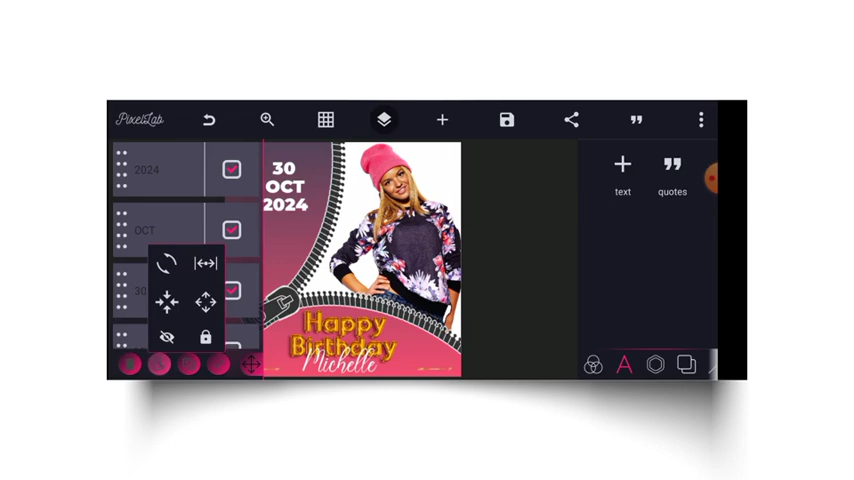 PixelLab
2024
OCT
30
30
OCT
2024
text
quotes
Happy
Birthday
Michelle